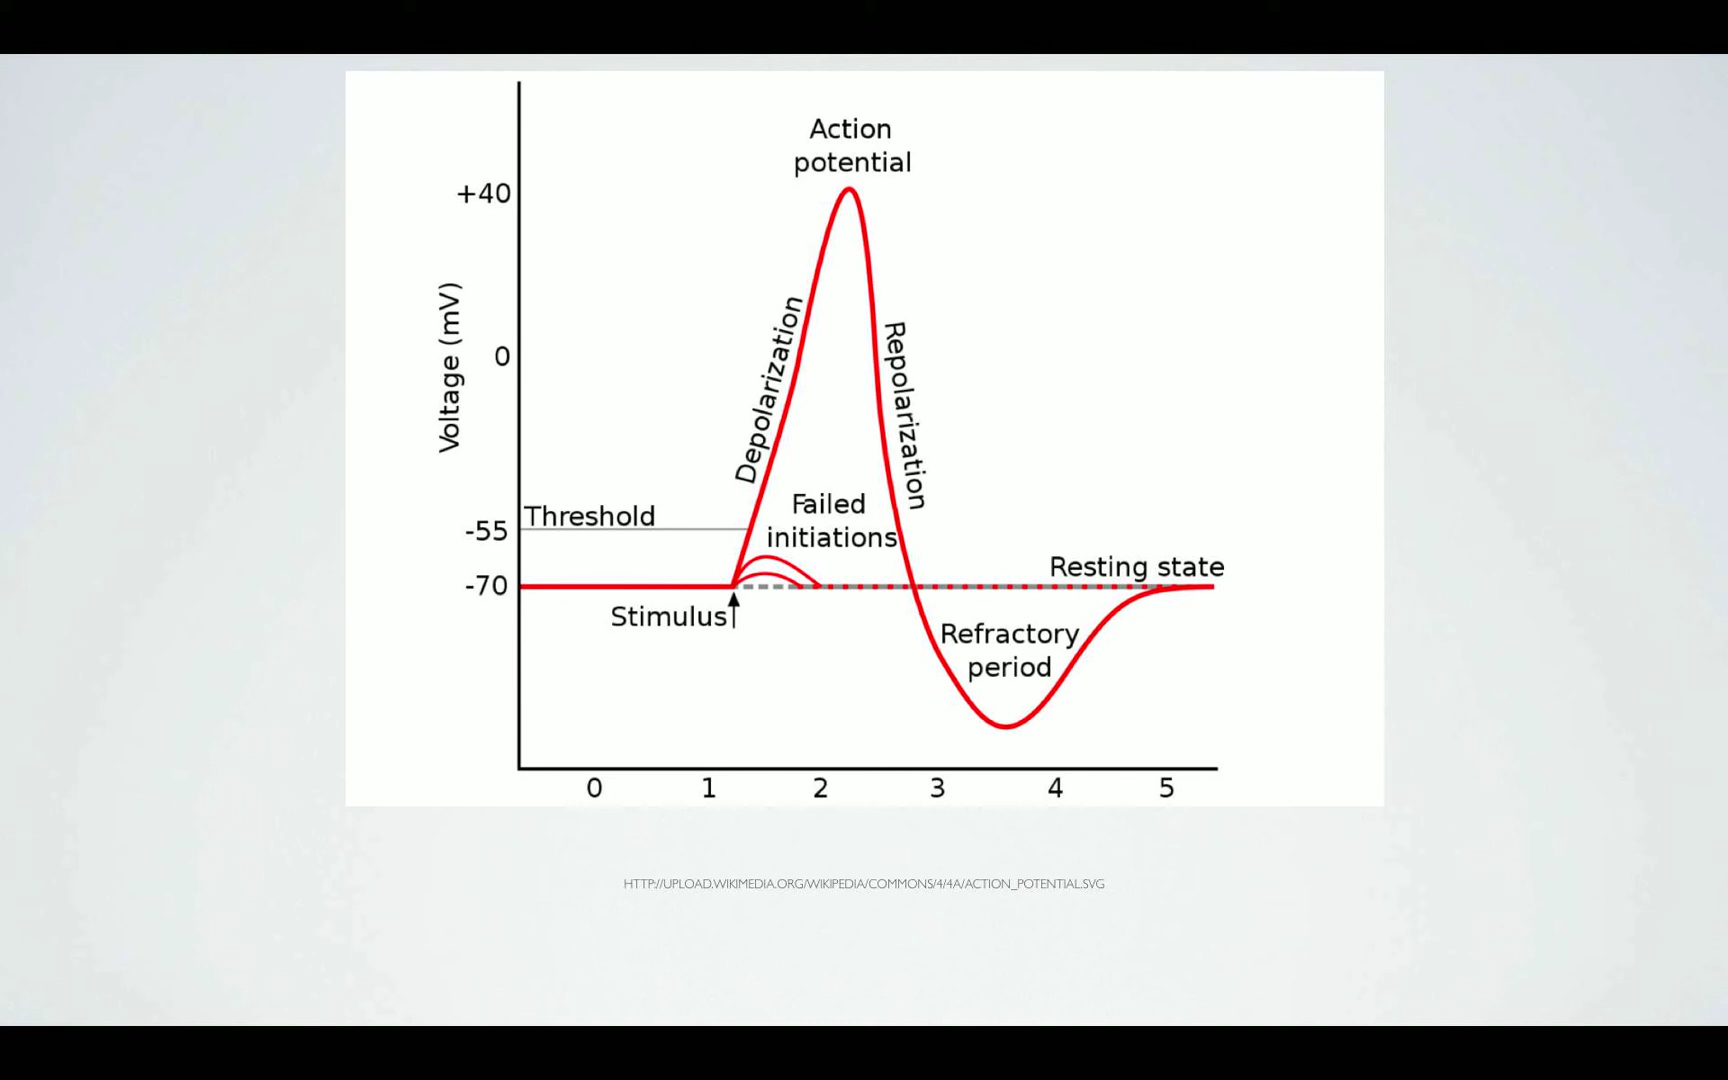 Action
potential
+40
Voltage (mV)
0
Depolarization
Repolarization
Failed
initiations
Threshold
-55
Resting state
-70
Stimulus
Refractory
period
0 1 2 3 4 5
HTTP://UPLOAD.WIKIMEDIA.ORG/WIKIPEDIA/COMMONS/4/4A/ACTION_POTENTIAL.SVG